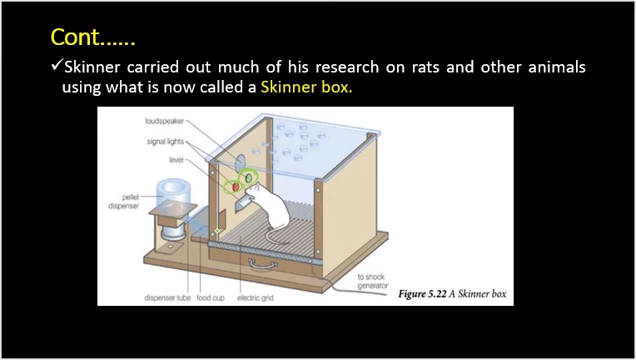 Cont......
✓Skinner carried out much of his research on rats and other animals
using what is now called a Skinner box.
loudspeaker
signal lights
lever
pellet
dispenser
dispenser tube
food cup
electric grid
to shock
generator
Figure 5.22 A Skinner box